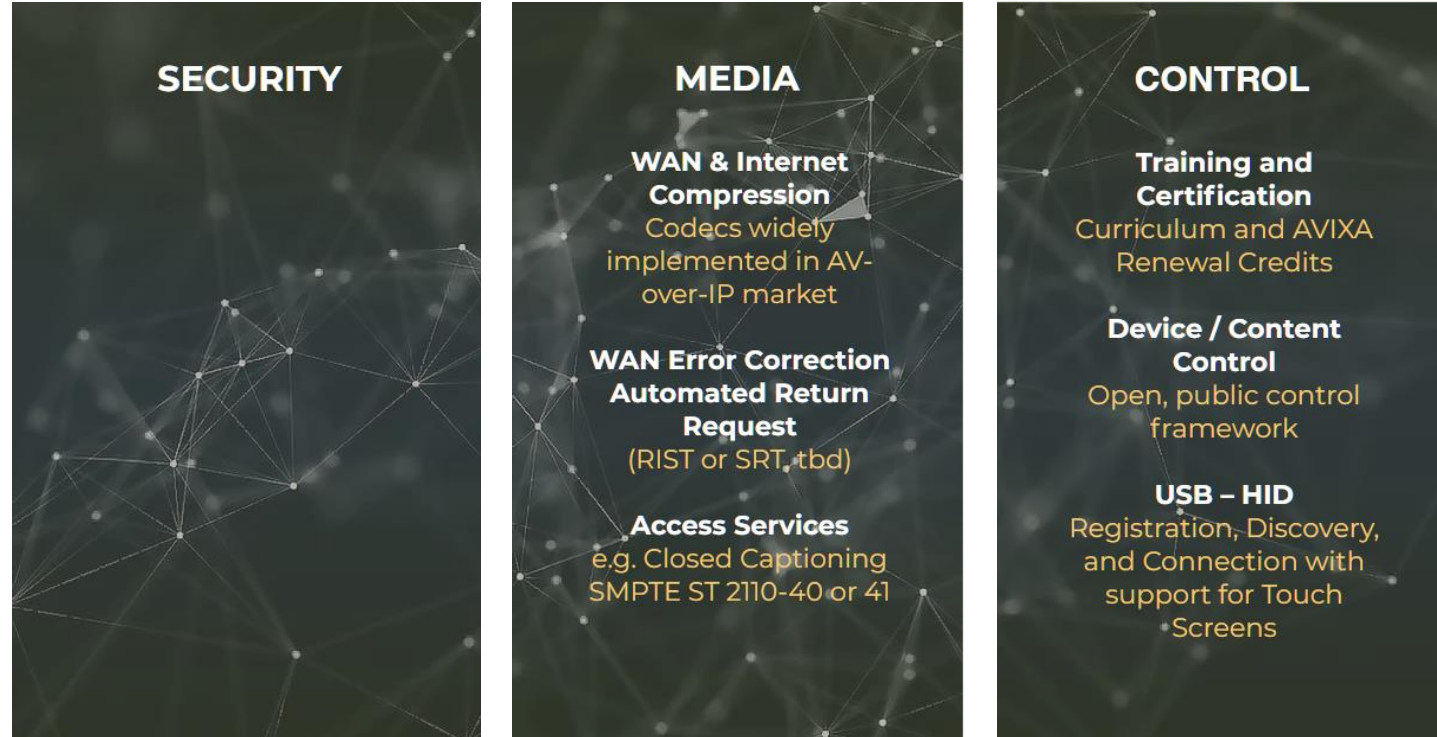 SECURITY
MEDIA
WAN & Internet
Compression
Codecs widely
implemented in AV-
over-IP market
WAN Error Correction
Automated Return
Request
(RIST or SRT, tbd)
Access Services
e.g. Closed Captioning
SMPTE ST 2110-40 or 41
CONTROL
Training and
Certification
Curriculum and AVIXA
Renewal Credits
Device / Content
Control
Open, public control
framework
USB – HID
Registration, Discovery,
and Connection with
support for Touch
Screens